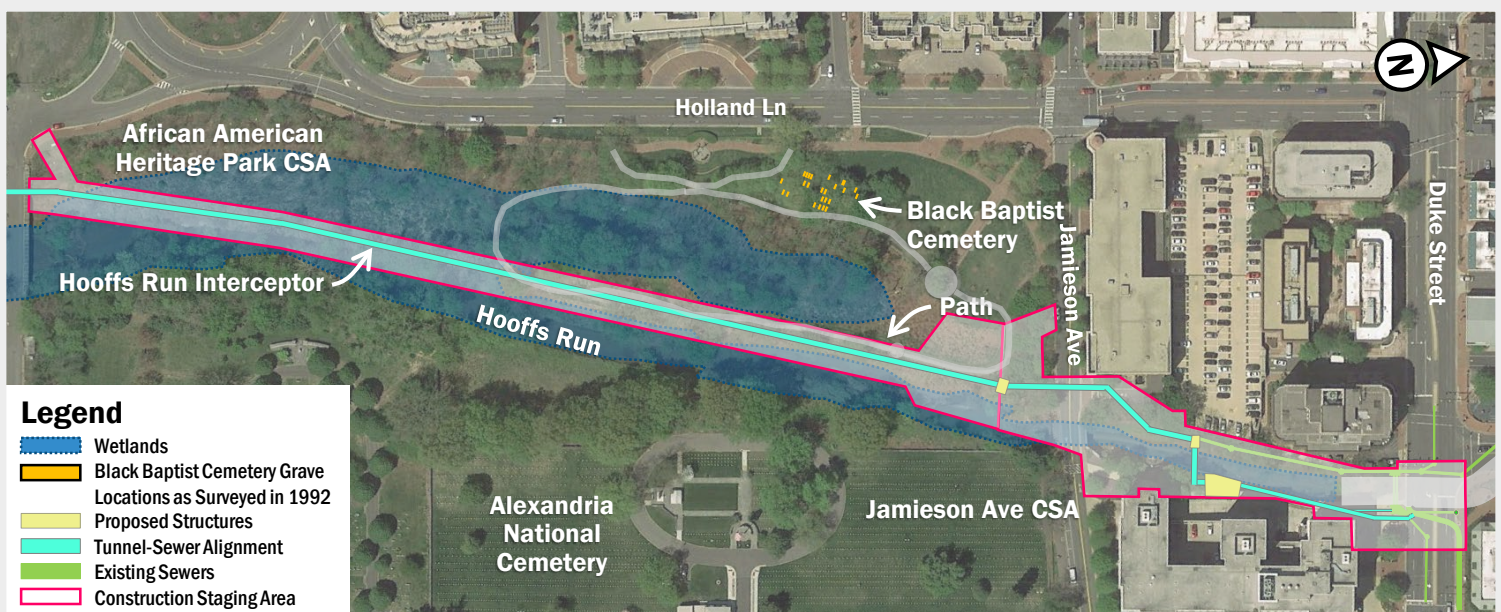 N
Holland Ln
African American
Heritage Park CSA
Black Baptist
Cemetery
Jamieson Ave
Duke Street
Hooffs Run Interceptor
Path
Hooffs Run
Alexandria
National
Cemetery
Jamieson Ave CSA
Legend
Wetlands
Black Baptist Cemetery Grave
Locations as Surveyed in 1992
Proposed Structures
Tunnel-Sewer Alignment
Existing Sewers
Construction Staging Area